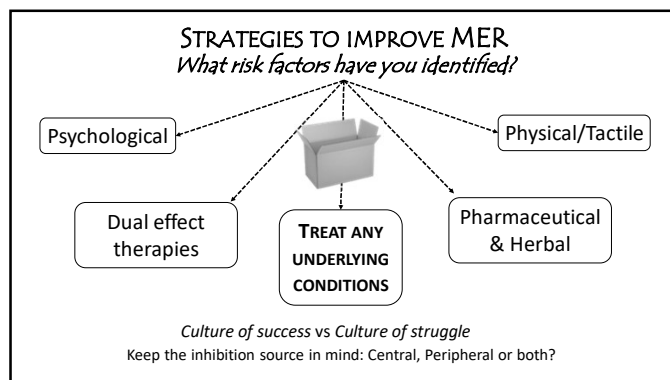 STRATEGIES TO IMPROVE MER
What risk factors have you identified?
Psychological
Physical/Tactile
Dual effect
therapies
TREAT ANY
UNDERLYING
CONDITIONS
Pharmaceutical
& Herbal
Culture of success vs Culture of struggle
Keep the inhibition source in mind: Central, Peripheral or both?